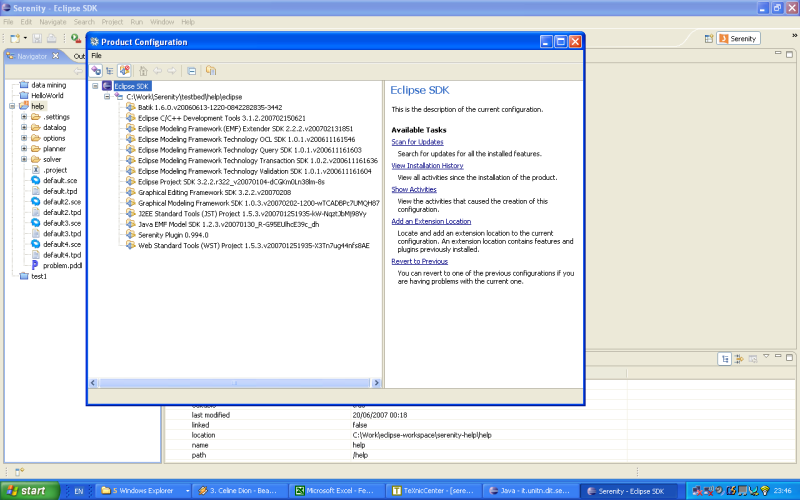 Serenity - Eclipse SDK
File Edit Navigate Search Project Run Window Help
Serenity
Navigator
data mining
HelloWorld
help
.settings
datalog
options
planner
solver
.project
default.sce
default.tpd
default2.sce
default2.tpd
default3.sce
default3.tpd
default4.sce
default4.tpd
problem.pddl
test1
Product Configuration
File
Eclipse SDK
C:\Work\Serenity\testbed\help\eclipse
Batik 1.6.0.v20060613-1220-0842282835-3442
Eclipse C/C++ Development Tools 3.1.2.200702150621
Eclipse Modeling Framework (EMF) Extender SDK 2.2.2.v200702131851
Eclipse Modeling Framework Technology OCL SDK 1.0.1.v200611161546
Eclipse Modeling Framework Technology Query SDK 1.0.1.v200611161603
Eclipse Modeling Framework Technology Transaction SDK 1.0.2.v200611161636
Eclipse Modeling Framework Technology Validation SDK 1.0.1.v200611161604
Eclipse Project SDK 3.2.2.r322_v20070104-dCGKm0Ln38lm-8s
Graphical Editing Framework SDK 3.2.2.v20070208
Graphical Modeling Framework SDK 1.0.3.v20070202-1200-wTCADBPc7UMQH87
J2EE Standard Tools (JST) Project 1.5.3.v200701251935-kW-NqztJbMj98Vy
Java EMF Model SDK 1.2.3.v20070130_R-G95EUlhcE39c_dh
Serenity Plugin 0.994.0
Web Standard Tools (WST) Project 1.5.3.v200701251935-X3Tn7ug44nfs8AE
Eclipse SDK
This is the description of the current configuration.
Available Tasks
Scan for Updates
Search for updates for all the installed features.
View Installation History
View all activities since the installation of the product.
Show Activities
View the activities that caused the creation of this
configuration.
Add an Extension Location
Locate and add an extension location to the current
configuration. An extension location contains features and
plugins previously installed.
Revert to Previous
You can revert to one of the previous configurations if you
are having problems with the current one.
last modified 20/06/2007 00:18
linked false
location C:\Work\eclipse-workspace\serenity-help\help
name help
path /help
start EN 5 Windows Explorer 3. Celine Dion - Bea... Microsoft Excel - Fe... TeXnicCenter - [sere... Java - it.unitn.dit.se... Serenity - Eclipse SDK 23:46